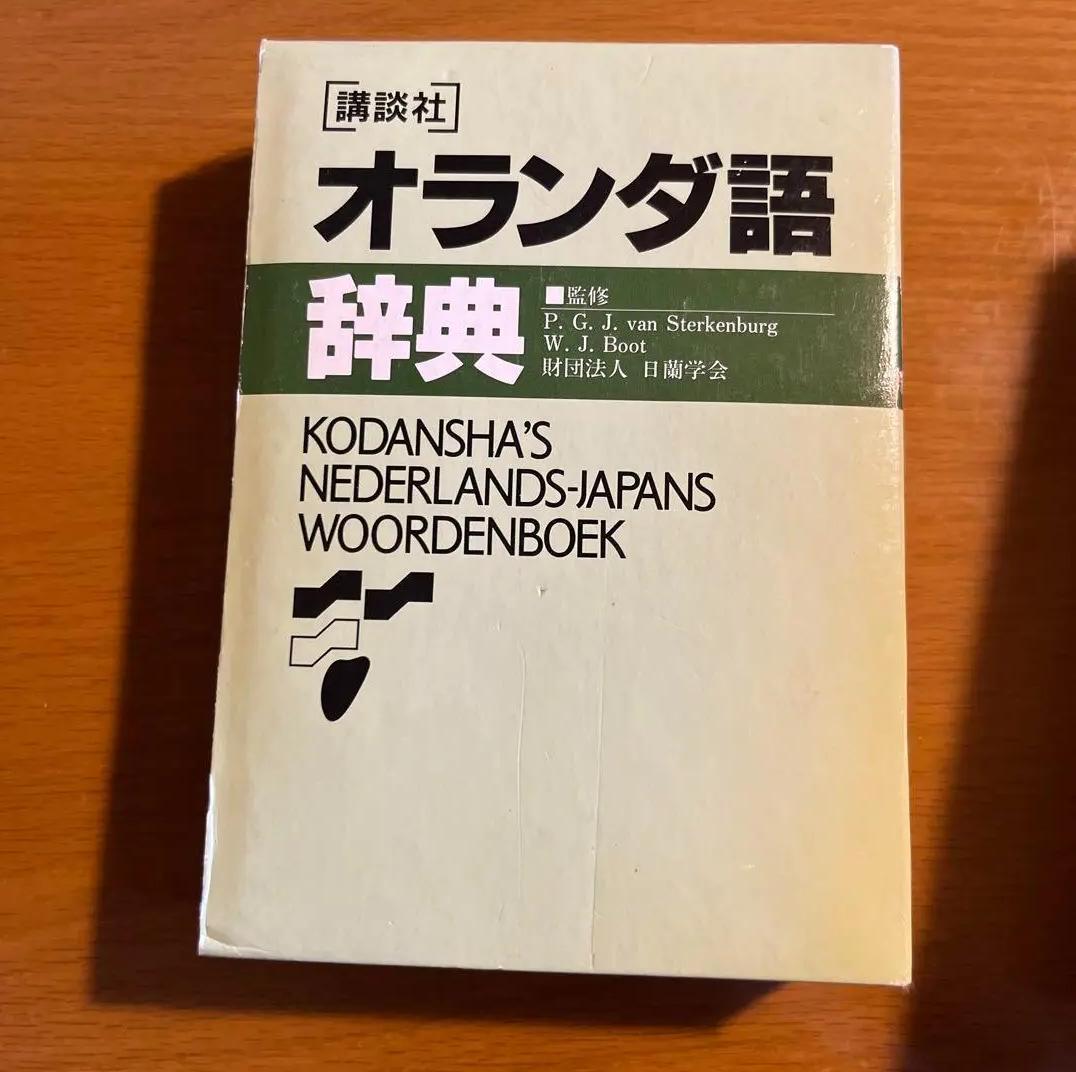 [講談社]
オランダ語
辞典
■監修
P. G. J. van Sterkenburg
W. J. Boot
財団法人 日蘭学会
KODANSHA'S
NEDERLANDS-JAPANS
WOORDENBOEK